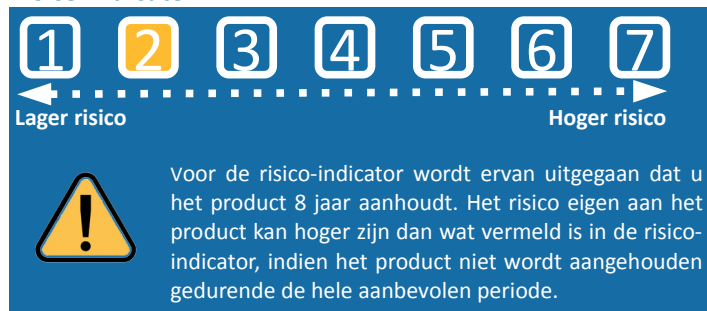 1 2 3 4 5 6 7
Lager risico Hoger risico
Voor de risico-indicator wordt ervan uitgegaan dat u
het product 8 jaar aanhoudt. Het risico eigen aan het
product kan hoger zijn dan wat vermeld is in de risico-
indicator, indien het product niet wordt aangehouden
gedurende de hele aanbevolen periode.